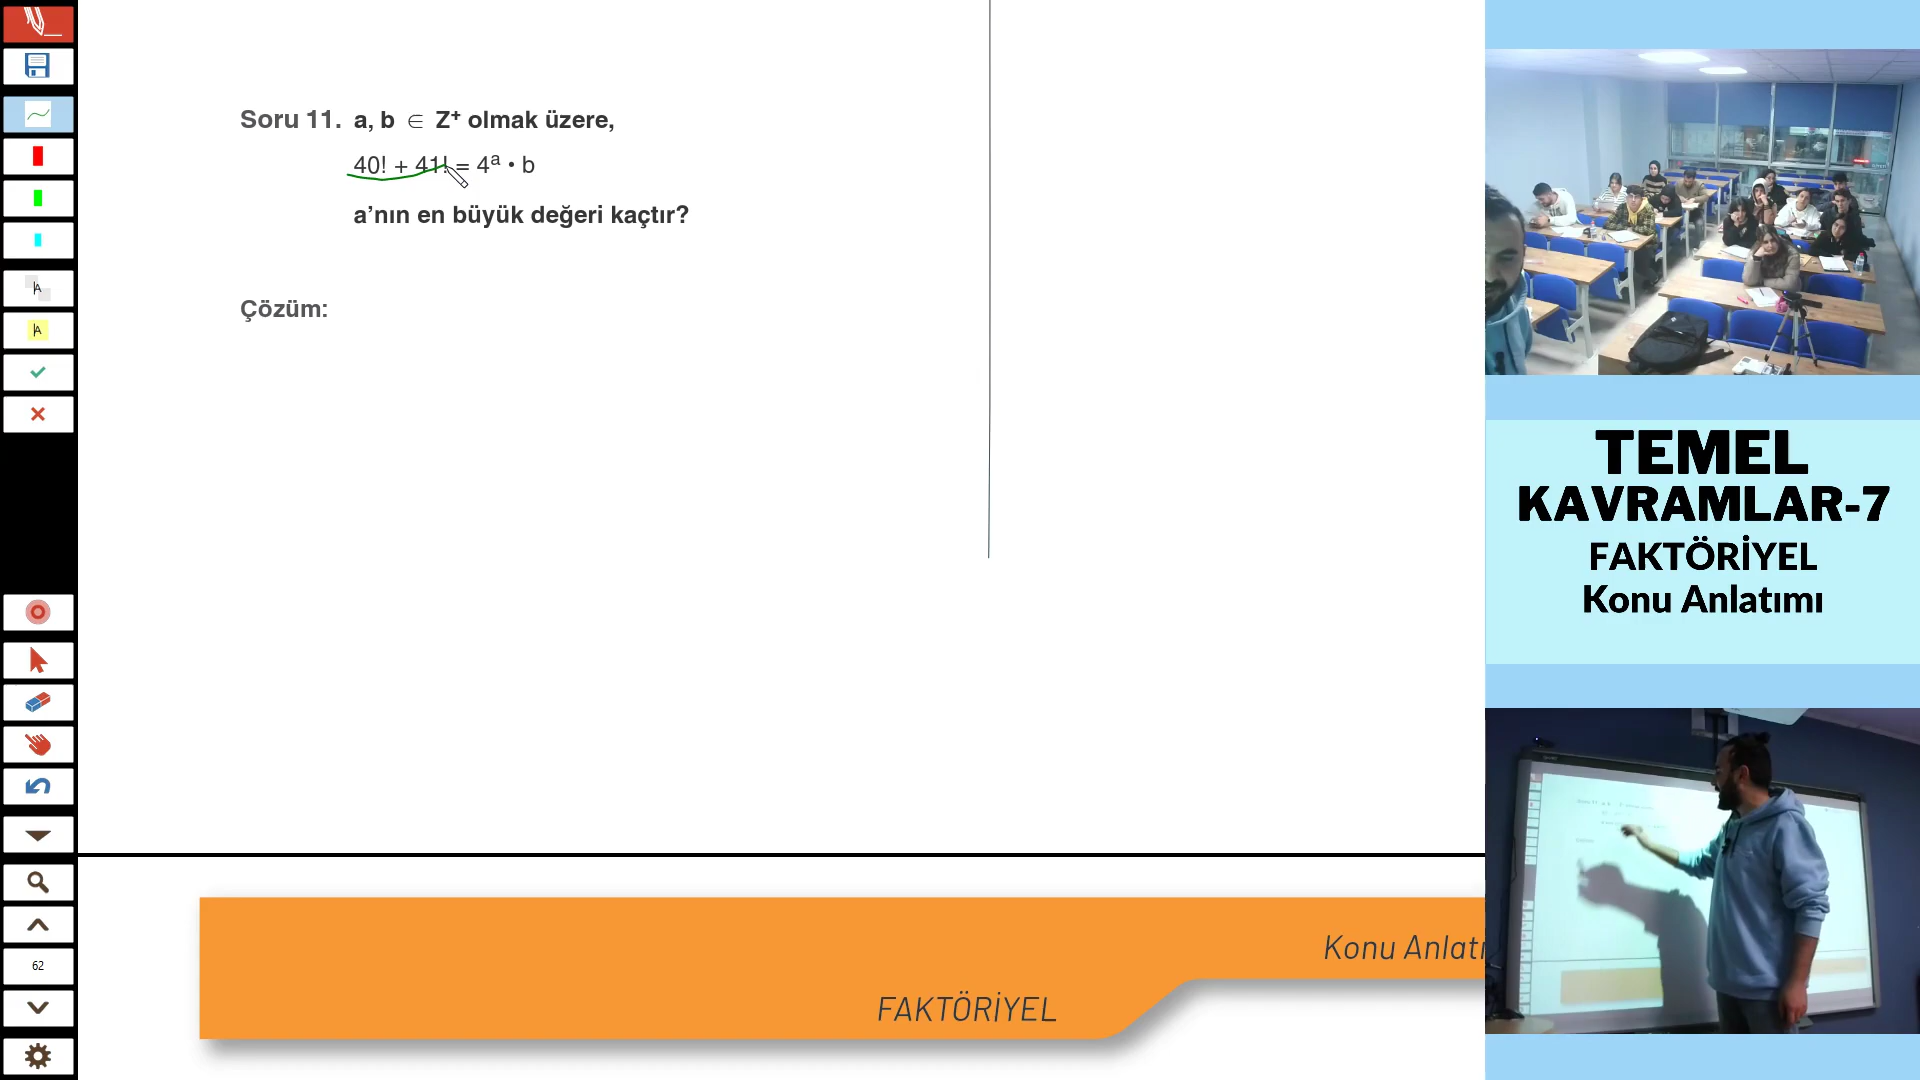 Soru 11. a, b ∈ Z⁺ olmak üzere,
40! + 41! = 4ᵃ • b
a’nın en büyük değeri kaçtır?
Çözüm:
A
A
62
Konu Anlatı
FAKTÖRİYEL
TEMEL
KAVRAMLAR-7
FAKTÖRİYEL
Konu Anlatımı